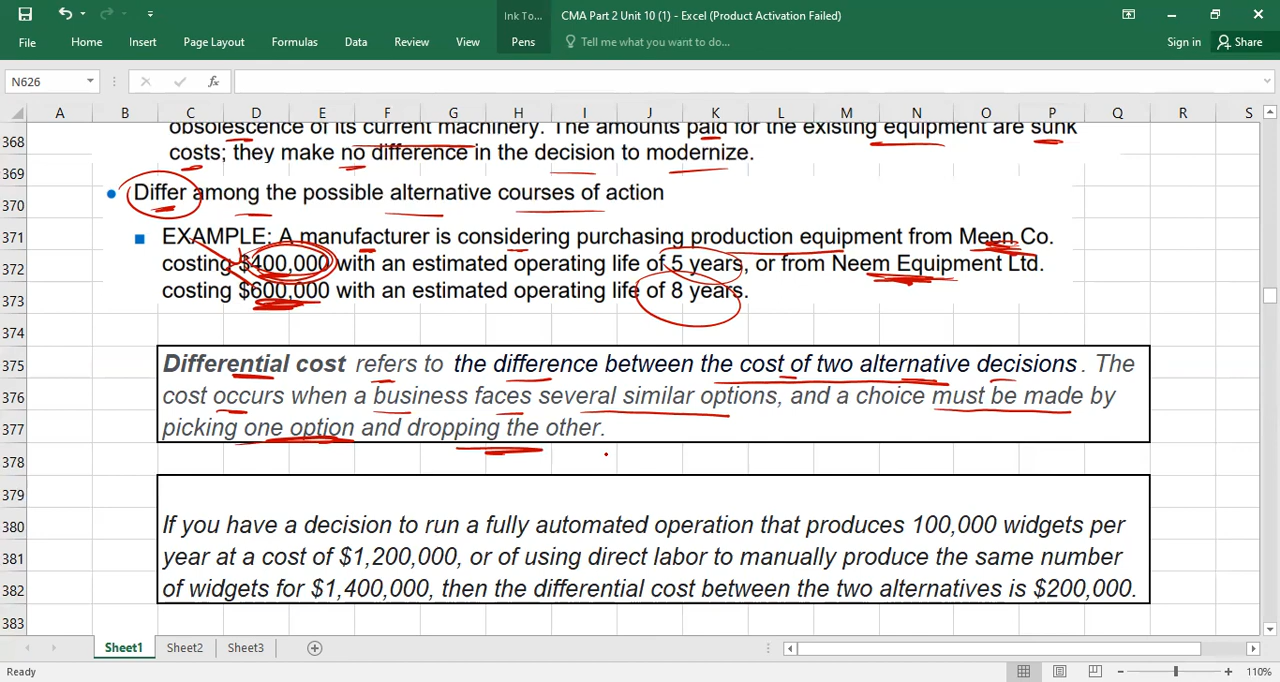 Ink To...
CMA Part 2 Unit 10 (1) - Excel (Product Activation Failed)
File Home Insert Page Layout Formulas Data Review View Pens Tell me what you want to do... Sign in Share
N626 fx
A B C D E F G H I J K L M N O P Q R S
368 obsolescence of its current machinery. The amounts paid for the existing equipment are sunk
costs; they make no difference in the decision to modernize.
369
370 Differ among the possible alternative courses of action
371 EXAMPLE: A manufacturer is considering purchasing production equipment from Meen Co.
372 costing $400,000 with an estimated operating life of 5 years, or from Neem Equipment Ltd.
373 costing $600,000 with an estimated operating life of 8 years.
374
375 Differential cost refers to the difference between the cost of two alternative decisions. The
376 cost occurs when a business faces several similar options, and a choice must be made by
377 picking one option and dropping the other.
378
379
380 If you have a decision to run a fully automated operation that produces 100,000 widgets per
381 year at a cost of $1,200,000, or of using direct labor to manually produce the same number
382 of widgets for $1,400,000, then the differential cost between the two alternatives is $200,000.
383
Sheet1 Sheet2 Sheet3
Ready 110%